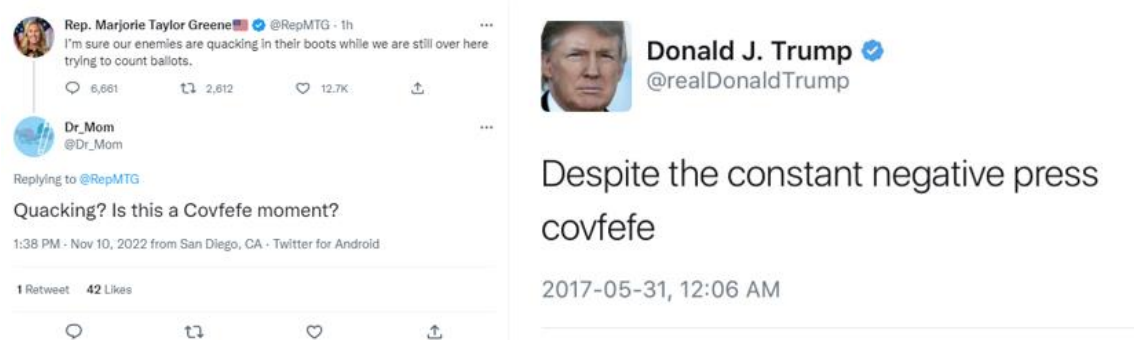 Rep. Marjorie Taylor Greene🇺🇸 @RepMTG · 1h
I'm sure our enemies are quacking in their boots while we are still over here
trying to count ballots.
6,661 2,612 12.7K
Dr_Mom
@Dr_Mom
Replying to @RepMTG
Quacking? Is this a Covfefe moment?
1:38 PM · Nov 10, 2022 from San Diego, CA · Twitter for Android
1 Retweet 42 Likes
Donald J. Trump
@realDonaldTrump
Despite the constant negative press
covfefe
2017-05-31, 12:06 AM